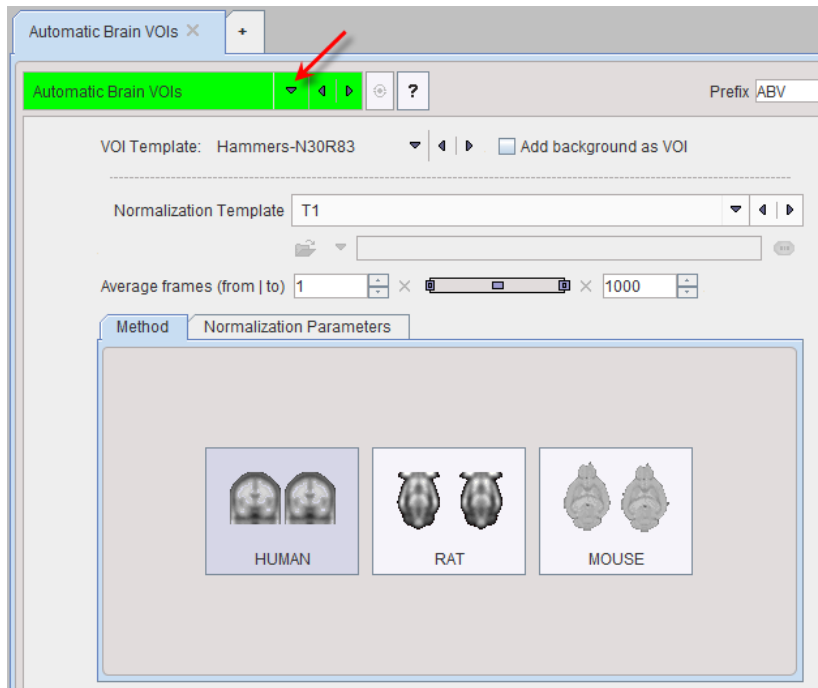 Automatic Brain VOIs
+
Automatic Brain VOIs ? Prefix ABV
VOI Template: Hammers-N30R83 Add background as VOI
Normalization Template T1
Average frames (from | to) 1 1000
Method Normalization Parameters
HUMAN RAT MOUSE